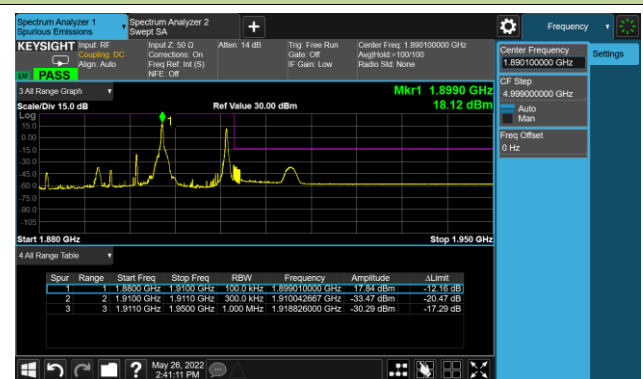 Spectrum Analyzer 1
Spurious Emissions
Spectrum Analyzer 2
Swept SA
Frequency
KEYSIGHT
Input: RF
Coupling: DC
Align: Auto
Input Z: 50 Ω
Corrections: On
Freq Ref: Int (S)
NFE: Off
Atten: 14 dB
Trig: Free Run
Gate: Off
IF Gain: Low
Center Freq: 1.890100000 GHz
Avg|Hold:>100/100
Radio Std: None
PASS
Center Frequency
1.890100000 GHz
Settings
CF Step
4.999000000 MHz
Auto
Man
Freq Offset
0 Hz
3 All Range Graph
Mkr1 1.8990 GHz
Scale/Div 15.0 dB
Ref Value 30.00 dBm
18.12 dBm
Log
15.0
0.00
-15.0
-30.0
-45.0
-60.0
-75.0
-90.0
-105
1
Start 1.880 GHz
Stop 1.950 GHz
4 All Range Table
Spur Range Start Freq Stop Freq RBW Frequency Amplitude ΔLimit
1 1 1.8800 GHz 1.9100 GHz 100.0 kHz 1.899010000 GHz 17.84 dBm -12.16 dB
2 2 1.9100 GHz 1.9110 GHz 300.0 kHz 1.910042667 GHz -33.47 dBm -20.47 dB
3 3 1.9110 GHz 1.9500 GHz 1.000 MHz 1.918826000 GHz -30.29 dBm -17.29 dB
May 26, 2022
2:41:11 PM